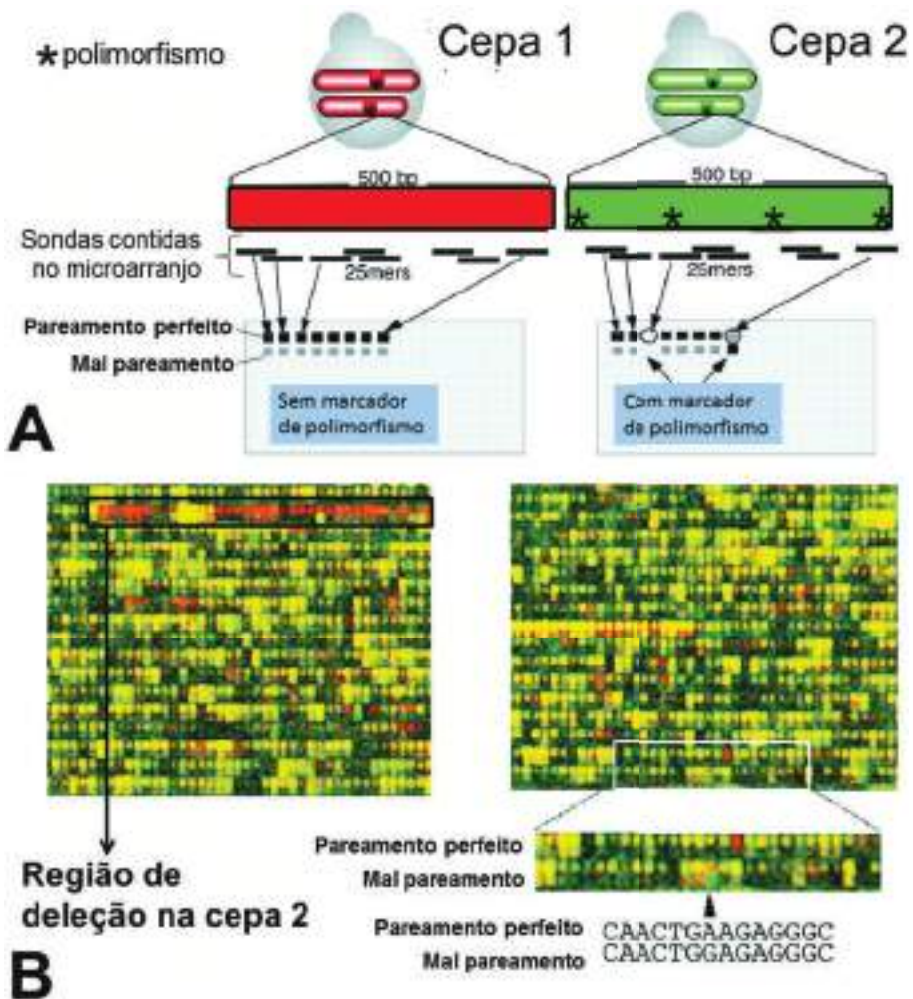 *polimorfismo
Cepa 1
Cepa 2
500 bp
500 bp
Sondas contidas
no microarranjo
25mers
25mers
Pareamento perfeito
Mal pareamento
Sem marcador
de polimorfismo
Com marcador
de polimorfismo
A
Região de
deleção na cepa 2
Pareamento perfeito
Mal pareamento
Pareamento perfeito
CAACTGAAGAGGGC
Mal pareamento
CAACTGGAGAGGGC
B